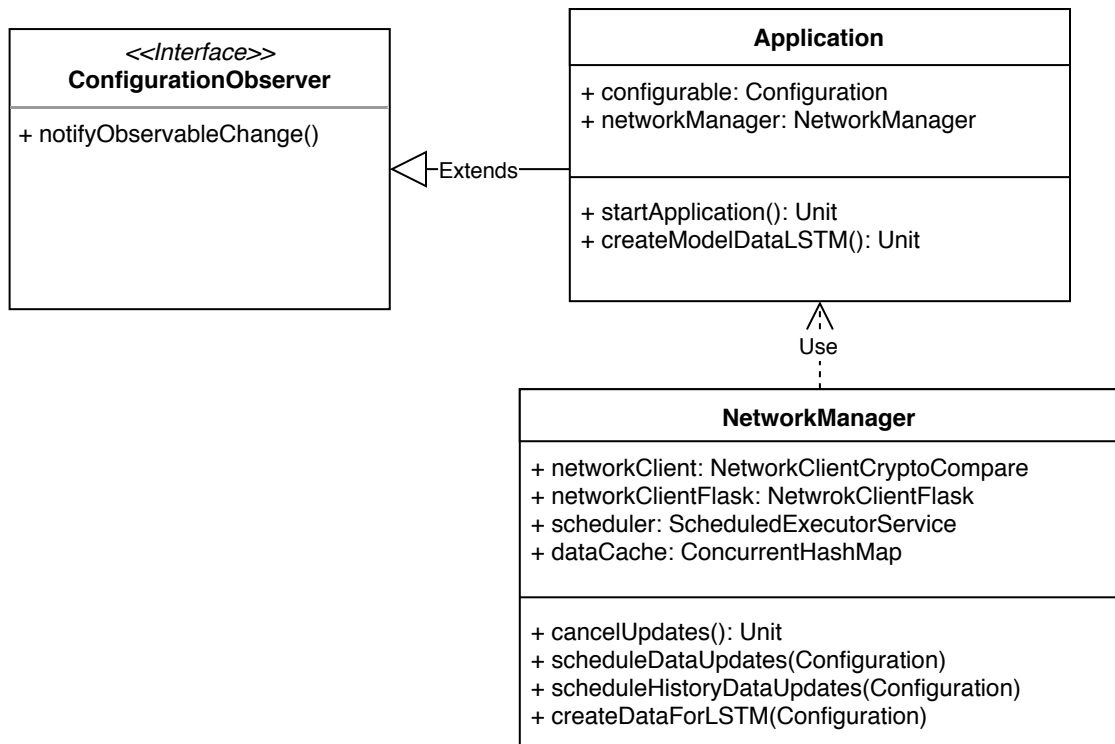 <<Interface>>
ConfigurationObserver
+ notifyObservableChange()
Extends
Application
+ configurable: Configuration
+ networkManager: NetworkManager
+ startApplication(): Unit
+ createModelDataLSTM(): Unit
Use
NetworkManager
+ networkClient: NetworkClientCryptoCompare
+ networkClientFlask: NetwrokClientFlask
+ scheduler: ScheduledExecutorService
+ dataCache: ConcurrentHashMap
+ cancelUpdates(): Unit
+ scheduleDataUpdates(Configuration)
+ scheduleHistoryDataUpdates(Configuration)
+ createDataForLSTM(Configuration)